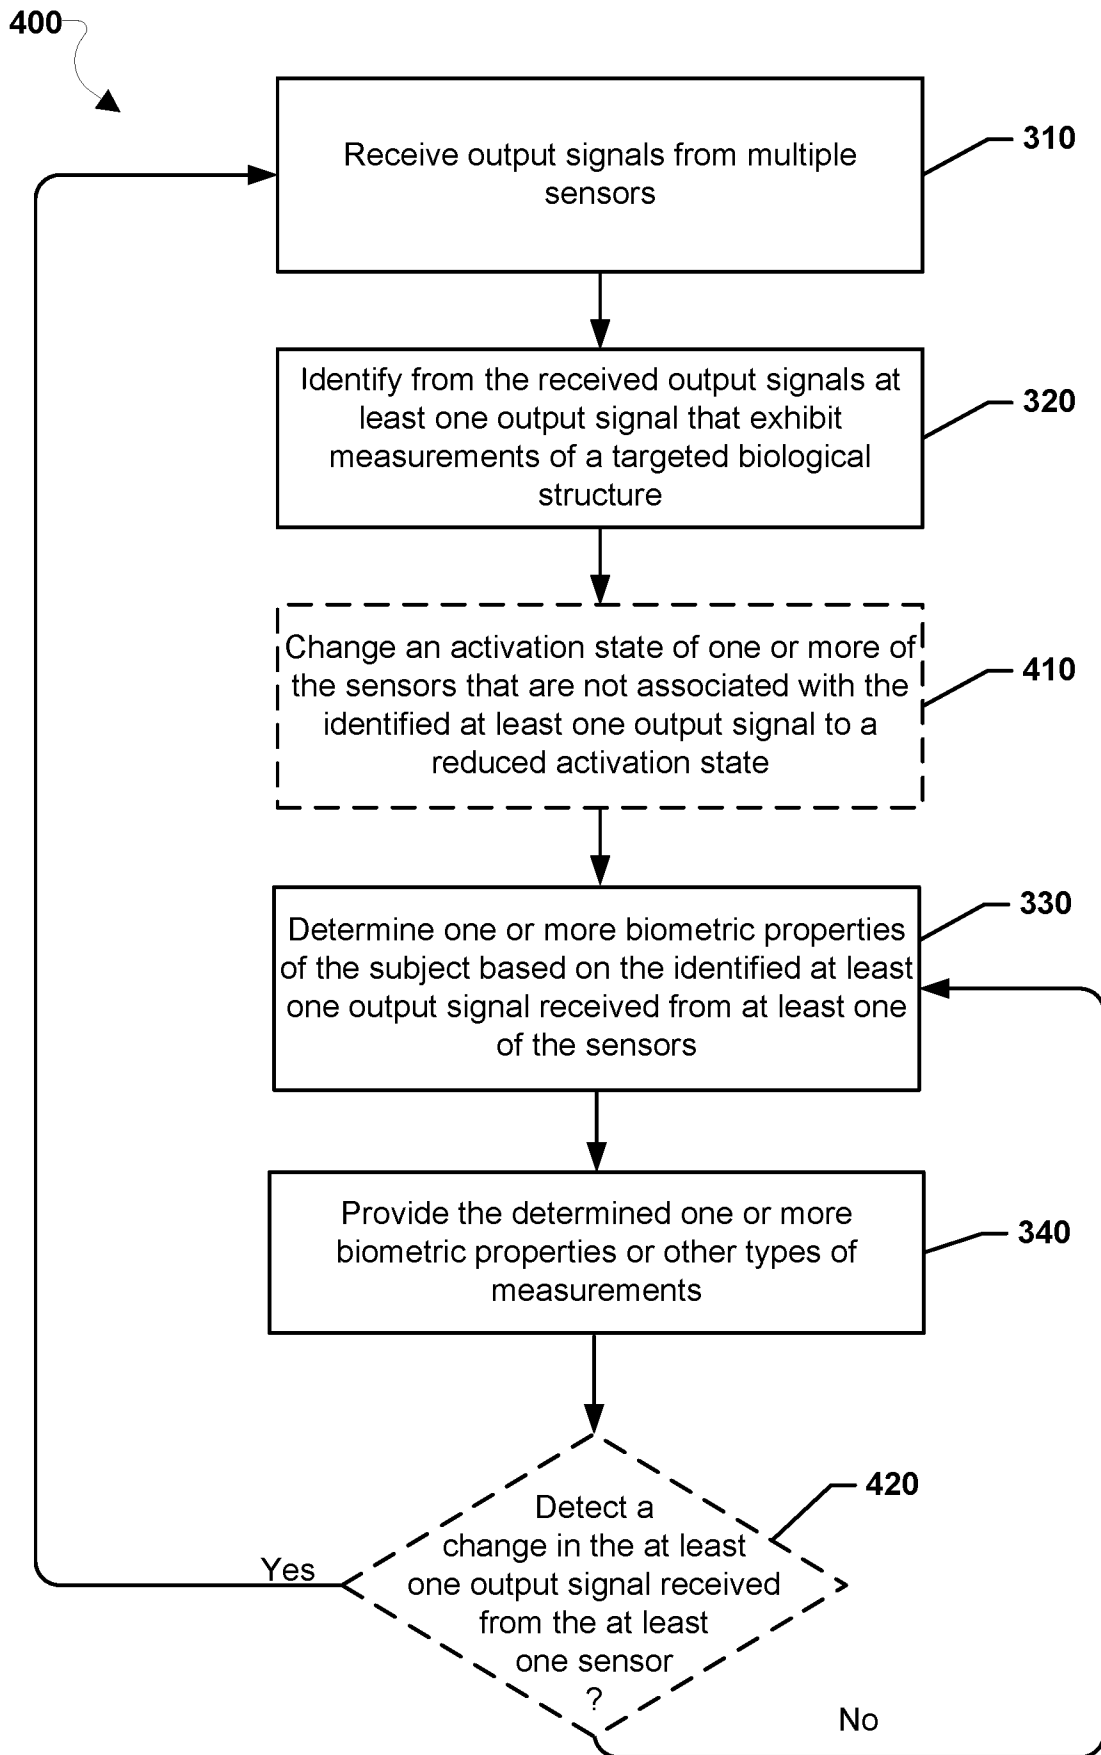 400
Receive output signals from multiple
sensors
310
Identify from the received output signals at
least one output signal that exhibit
measurements of a targeted biological
structure
320
Change an activation state of one or more of
the sensors that are not associated with the
identified at least one output signal to a
reduced activation state
410
Determine one or more biometric properties
of the subject based on the identified at least
one output signal received from at least one
of the sensors
330
Provide the determined one or more
biometric properties or other types of
measurements
340
Detect a
change in the at least
one output signal received
from the at least
one sensor
?
420
Yes
No